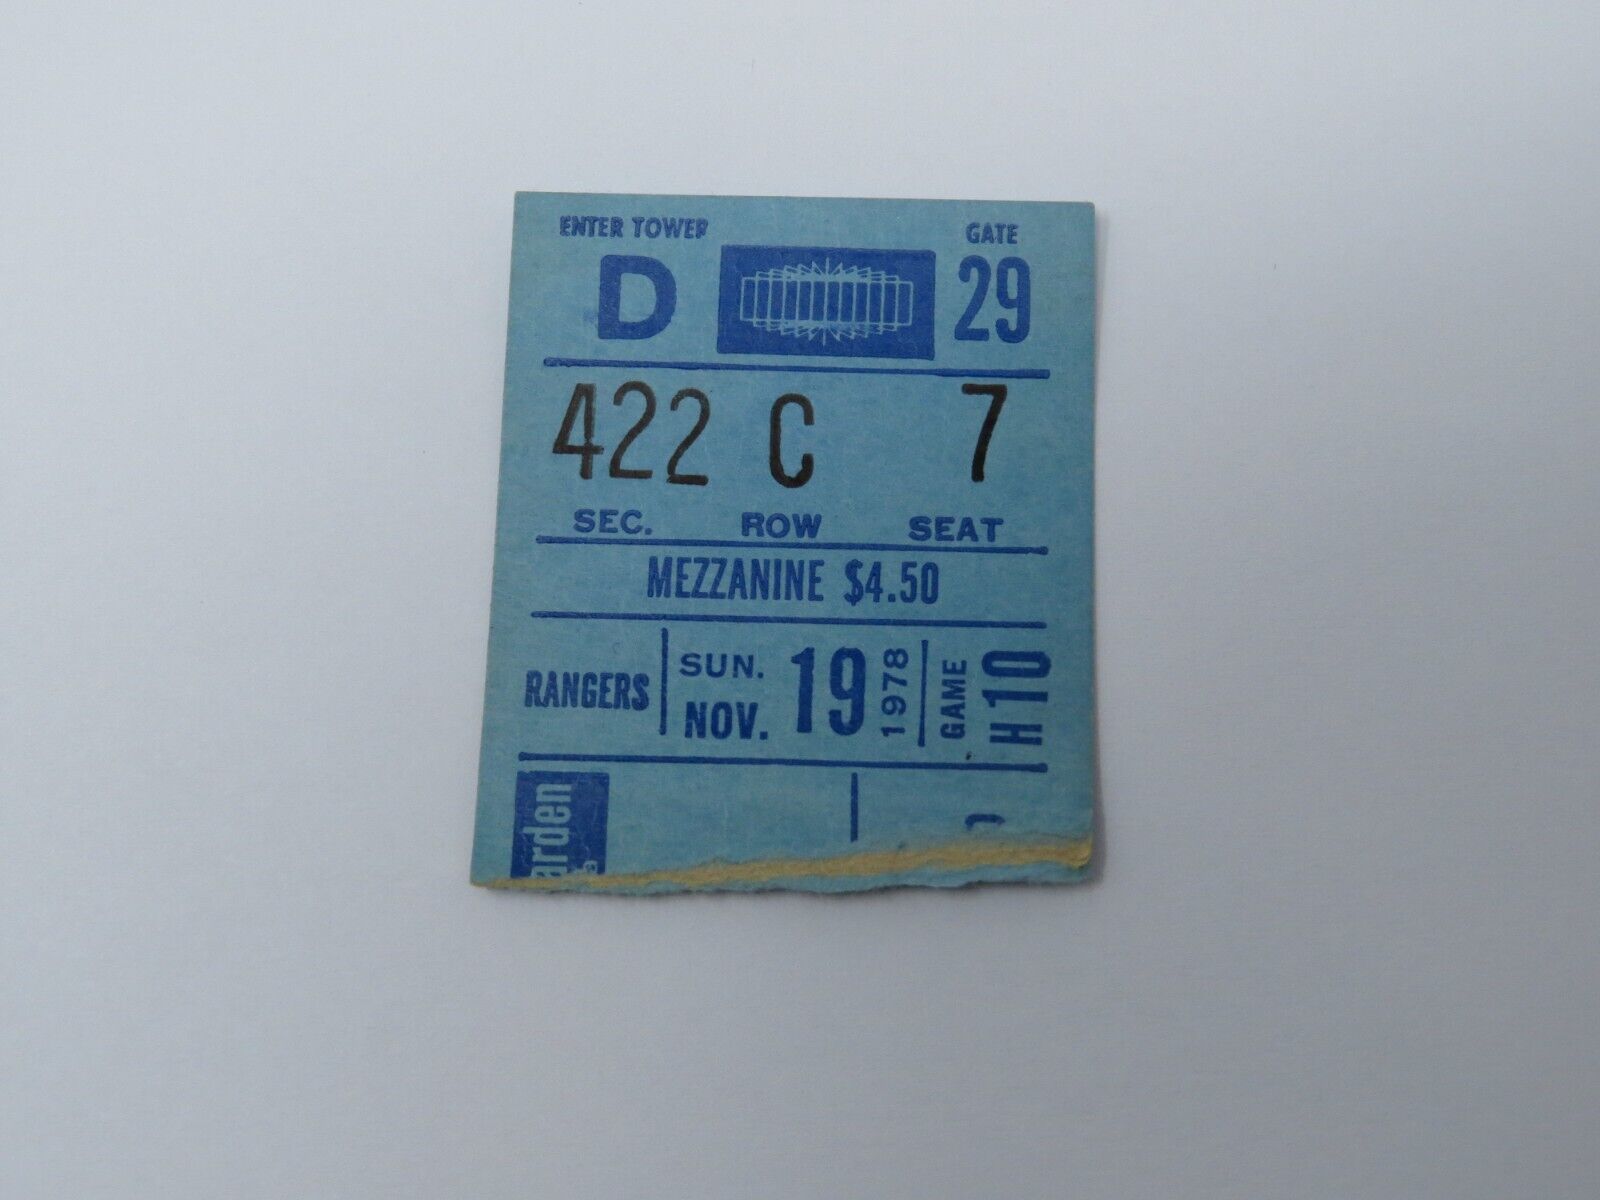 ENTER TOWER
GATE
D
29
422 C 7
SEC. ROW SEAT
MEZZANINE $4.50
RANGERS
SUN.
NOV. 19 1978
GAME
H10
arden